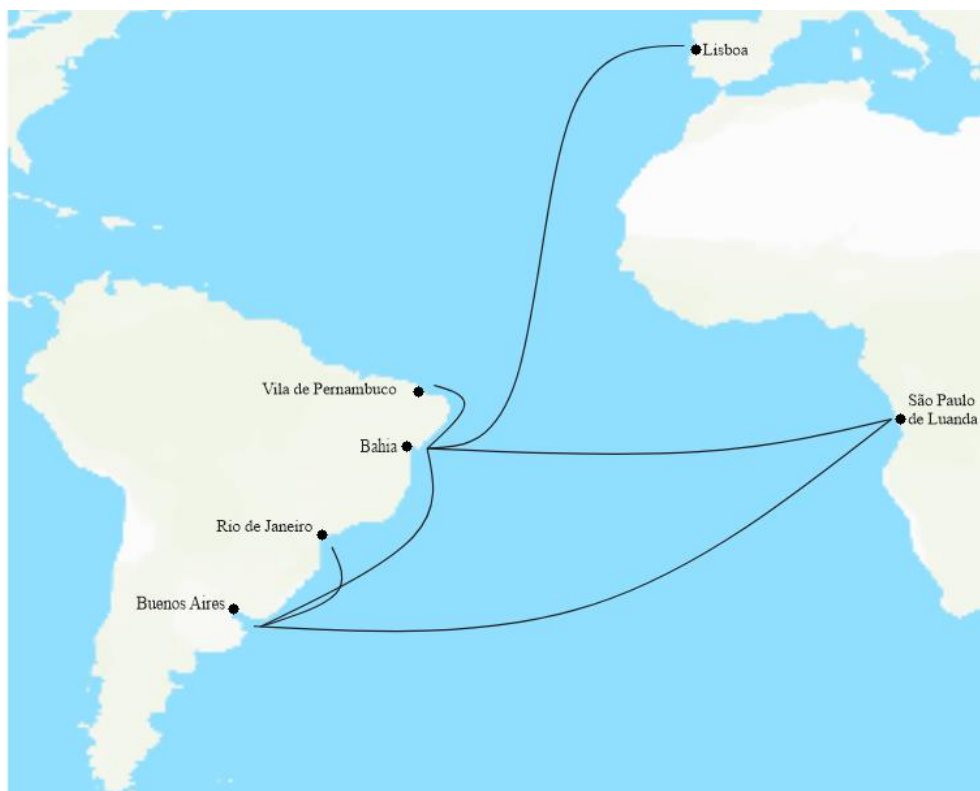 Lisboa
Vila de Pernambuco
São Paulo
de Luanda
Bahia
Rio de Janeiro
Buenos Aires